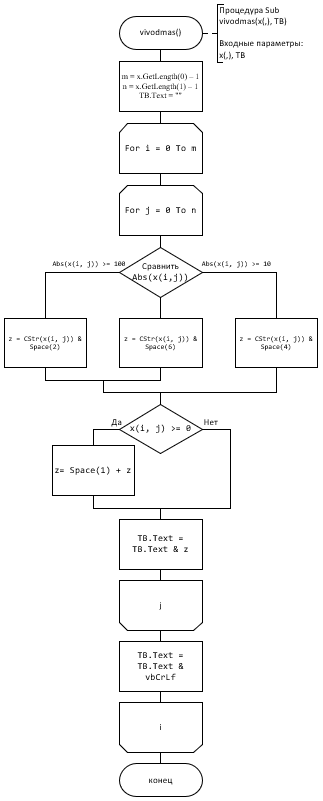 vivodmas()
Процедура Sub
vivodmas(x(,), TB)
Входные параметры:
x(,), TB
m = x.GetLength(0) – 1
n = x.GetLength(1) – 1
TB.Text = ""
For i = 0 To m
For j = 0 To n
Abs(x(i, j)) >= 100
Сравнить
Abs(x(i,j))
Abs(x(i, j)) >= 10
z = CStr(x(i, j)) &
Space(2)
z = CStr(x(i, j)) &
Space(6)
z = CStr(x(i, j)) &
Space(4)
Да
x(i, j) >= 0
Нет
z= Space(1) + z
TB.Text =
TB.Text & z
j
TB.Text =
TB.Text &
vbCrLf
i
конец